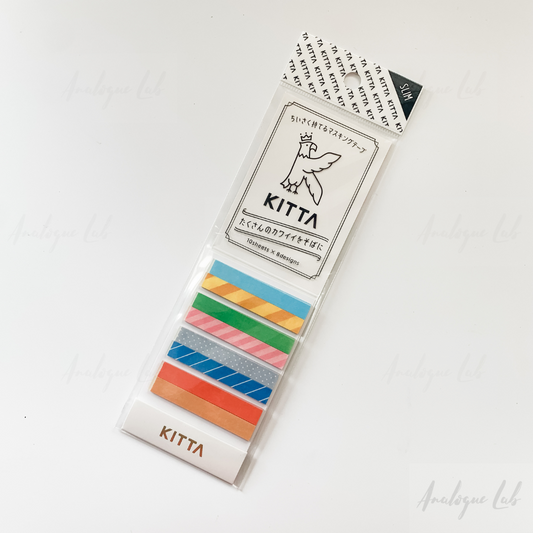 KITTA
SLIM
ちいさく持てるマスキングテープ
KITTA
たくさんのカワイイをそばに
10sheets × 8designs
KITTA
Analogue Lab